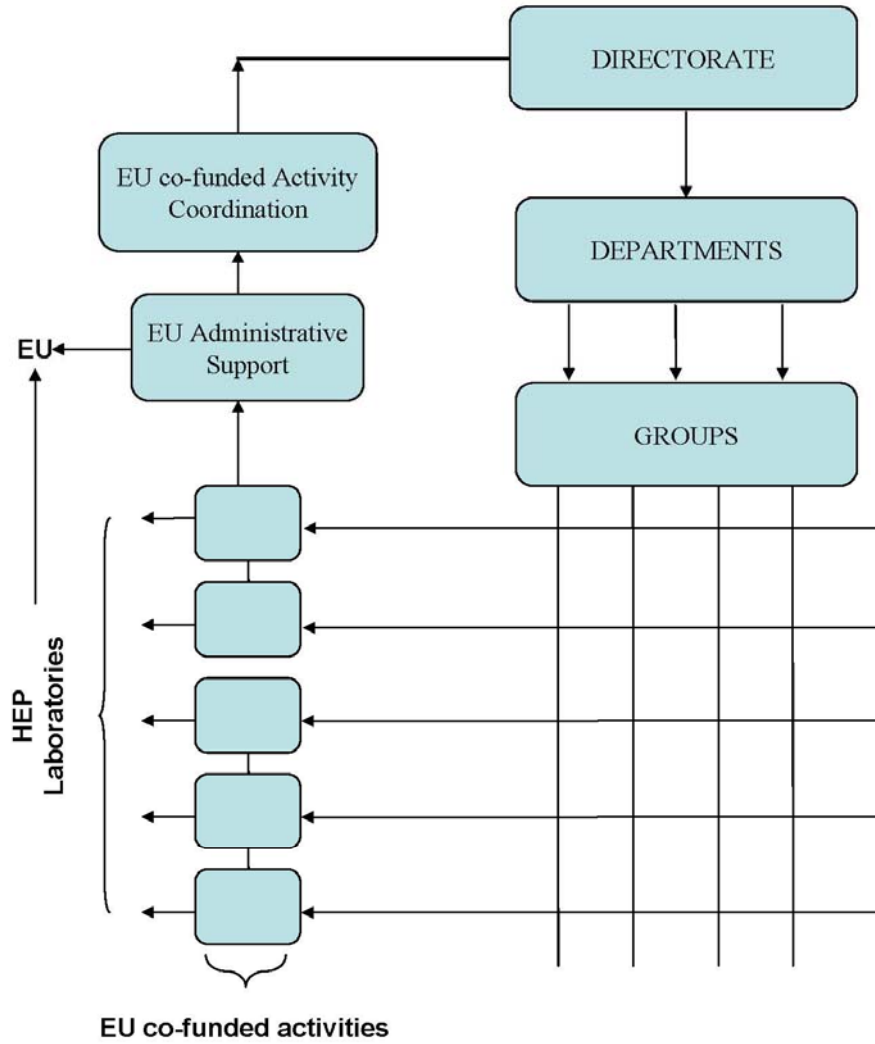 DIRECTORATE
EU co-funded Activity
Coordination
DEPARTMENTS
EU Administrative
Support
EU
GROUPS
HEP
Laboratories
EU co-funded activities